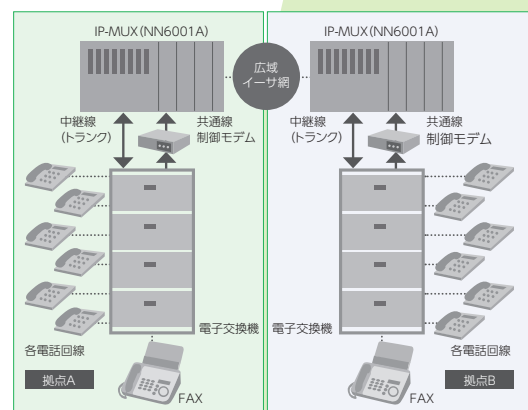 IP-MUX(NN6001A)
中継線
(トランク)
共通線
制御モデム
各電話回線
電子交換機
拠点A
FAX
広域
イーサ網
IP-MUX(NN6001A)
中継線
(トランク)
共通線
制御モデム
電子交換機
各電話回線
FAX
拠点B